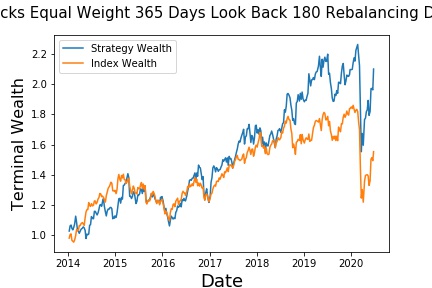 cks Equal Weight 365 Days Look Back 180 Rebalancing D
Strategy Wealth
Index Wealth
2.2
2.0
1.8
1.6
1.4
1.2
1.0
Terminal Wealth
2014 2015 2016 2017 2018 2019 2020
Date